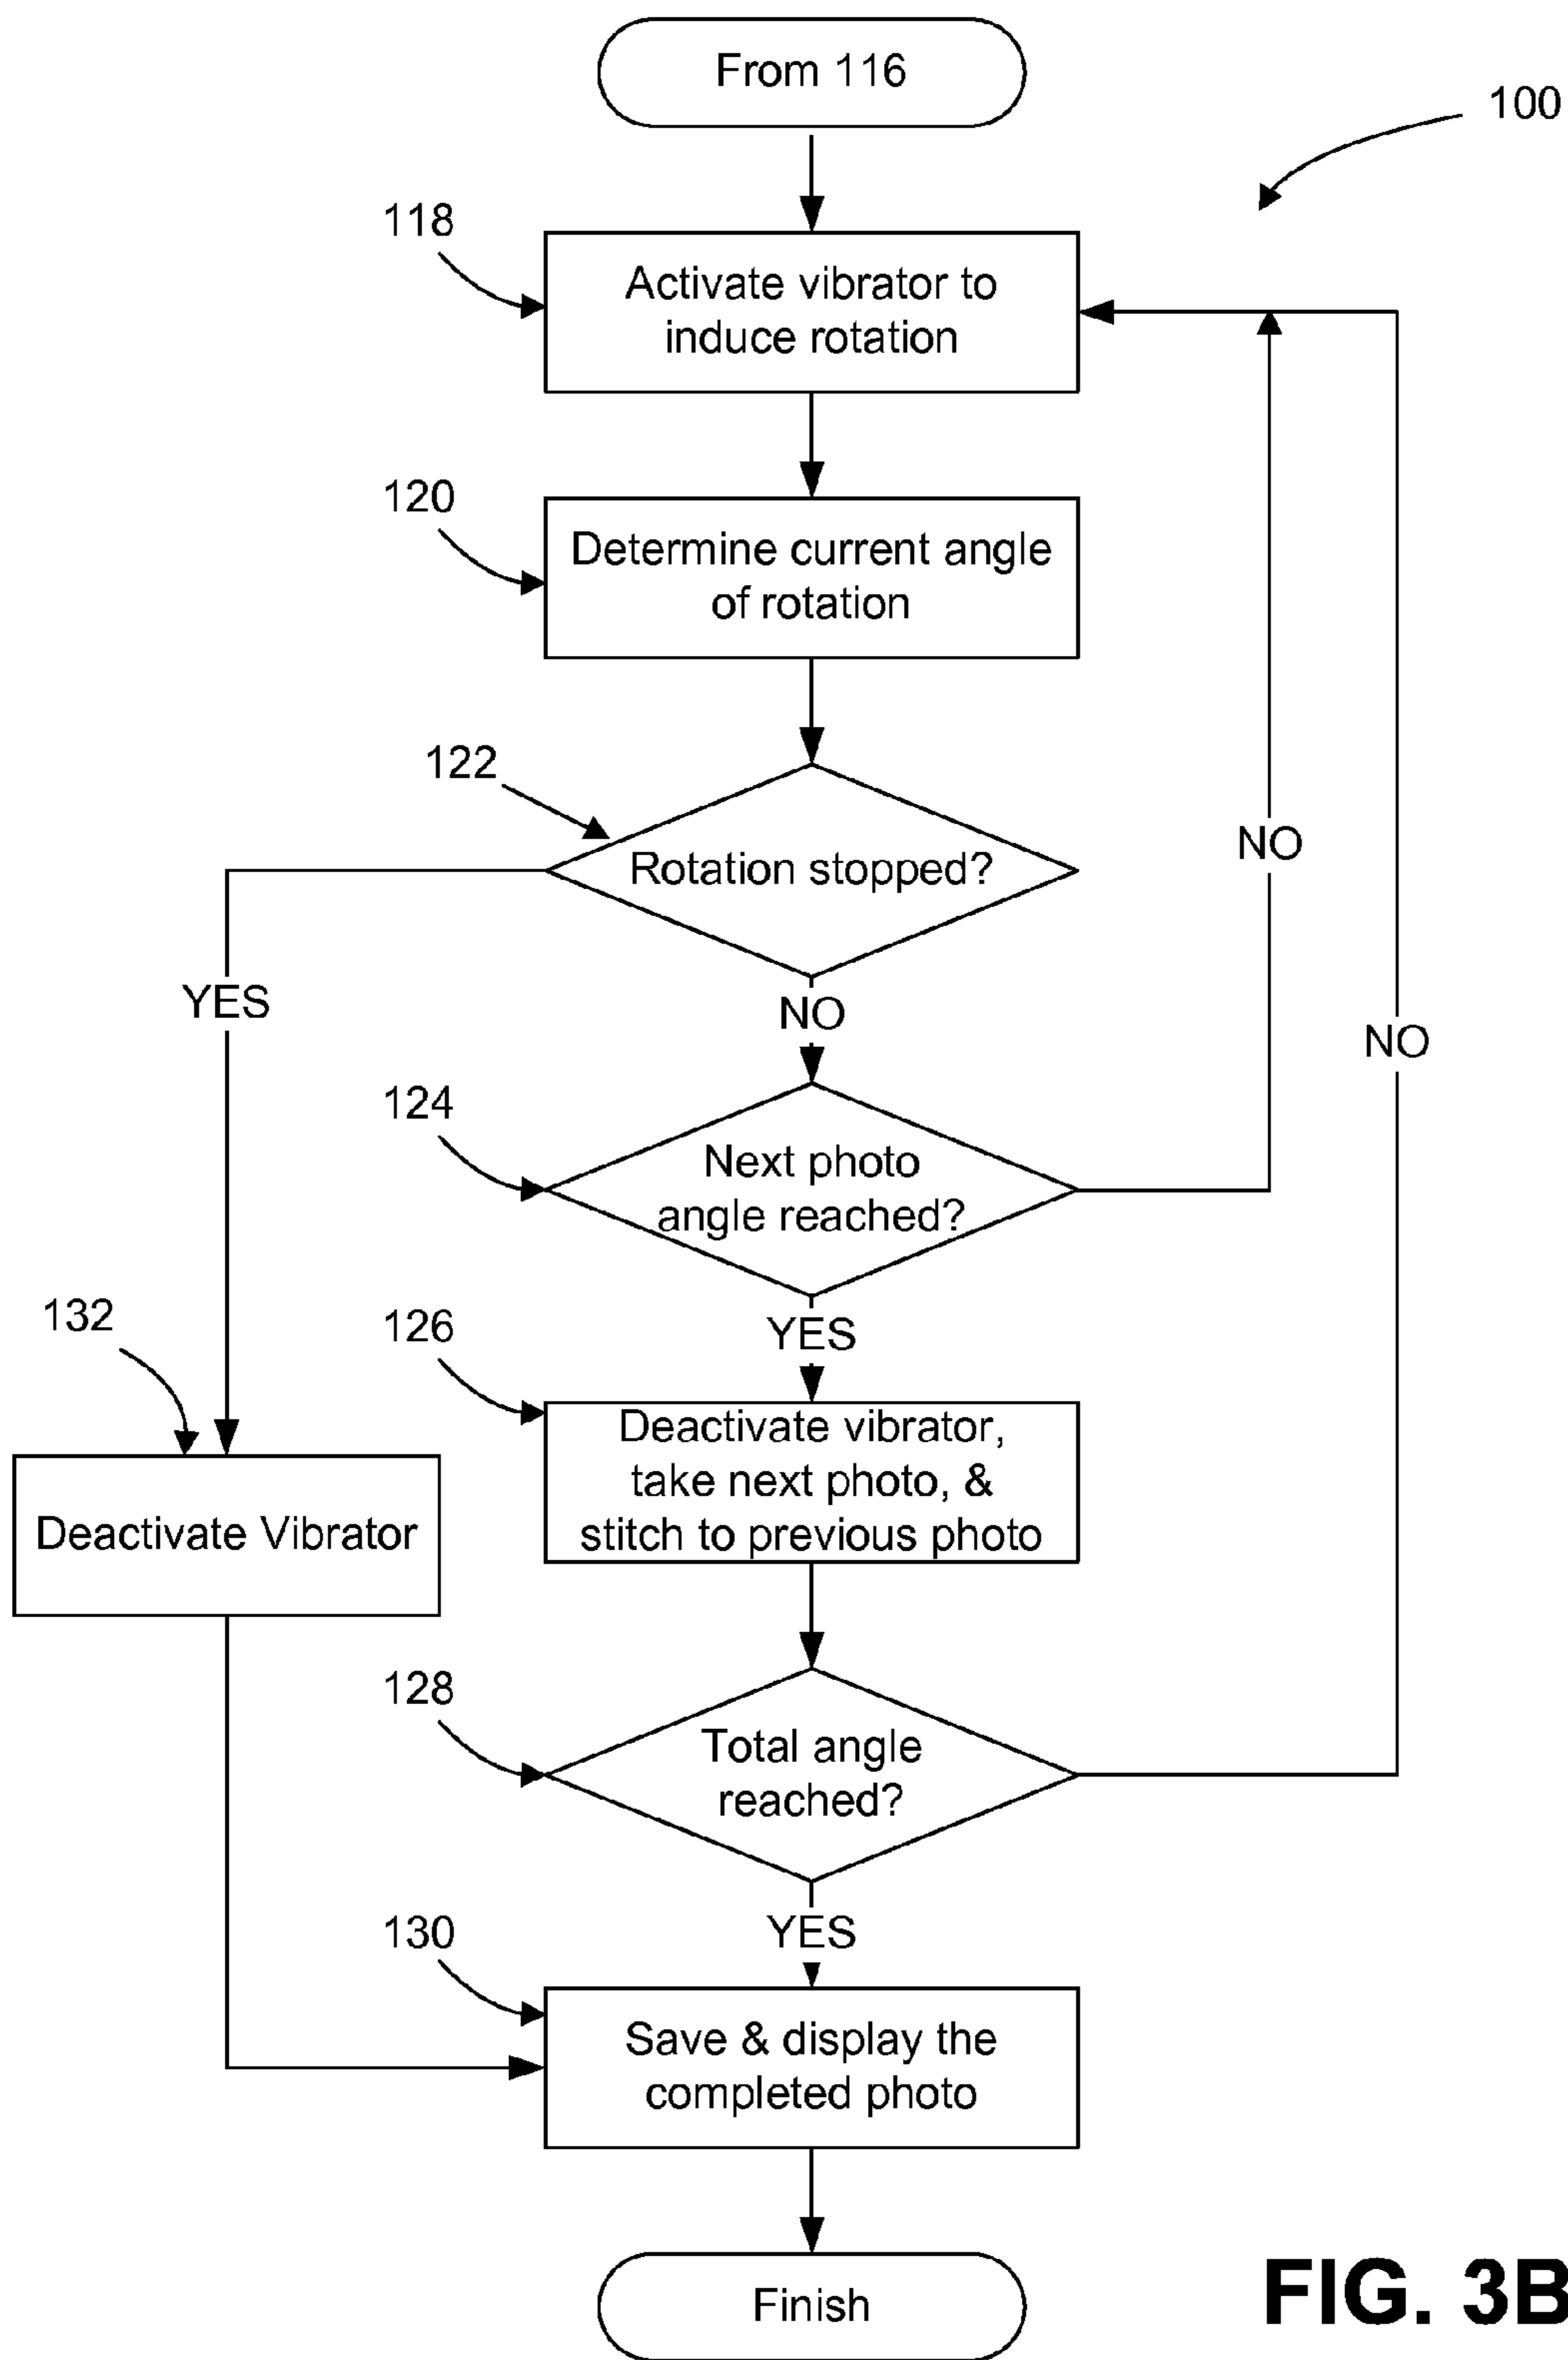 From 116
100
118
Activate vibrator to
induce rotation
120
Determine current angle
of rotation
122
Rotation stopped?
NO
YES
NO
NO
124
Next photo
angle reached?
132
126
YES
Deactivate vibrator,
take next photo, &
stitch to previous photo
Deactivate Vibrator
128
Total angle
reached?
130
YES
Save & display the
completed photo
Finish
FIG. 3B